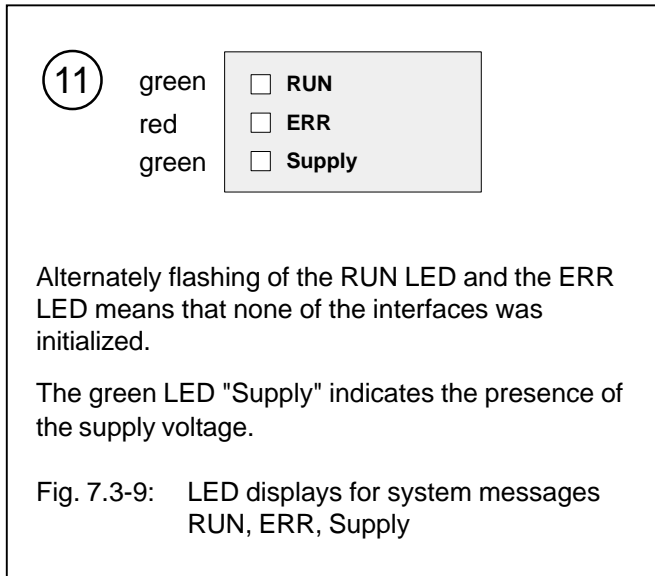 11 green RUN
red ERR
green Supply
Alternately flashing of the RUN LED and the ERR
LED means that none of the interfaces was
initialized.
The green LED "Supply" indicates the presence of
the supply voltage.
Fig. 7.3-9: LED displays for system messages
RUN, ERR, Supply